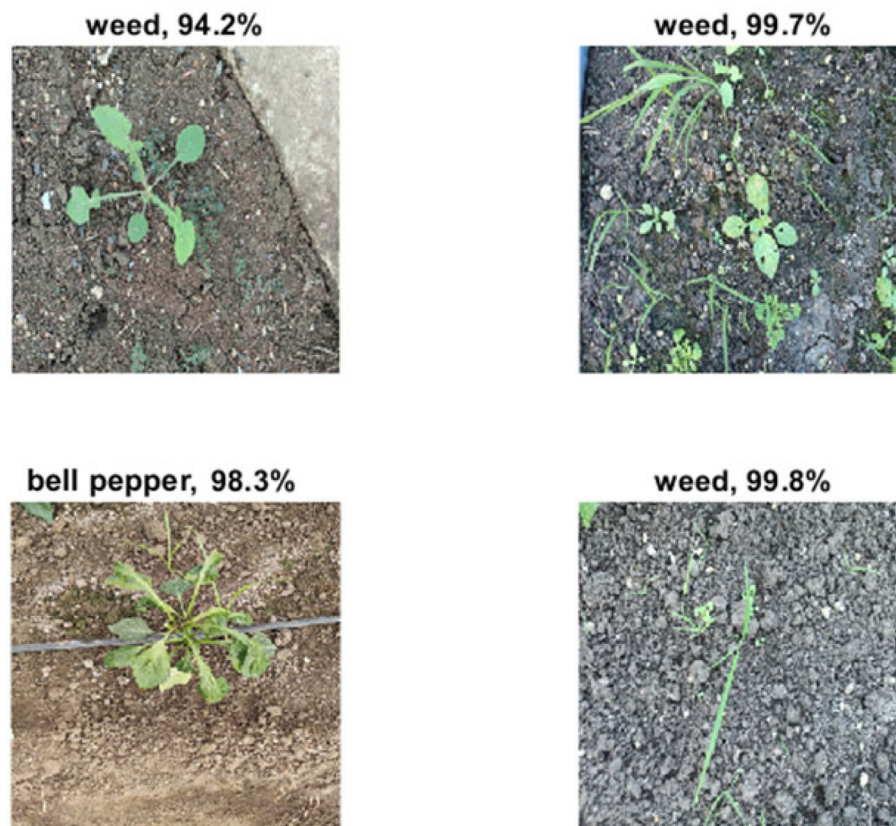 weed, 94.2%
weed, 99.7%
bell pepper, 98.3%
weed, 99.8%